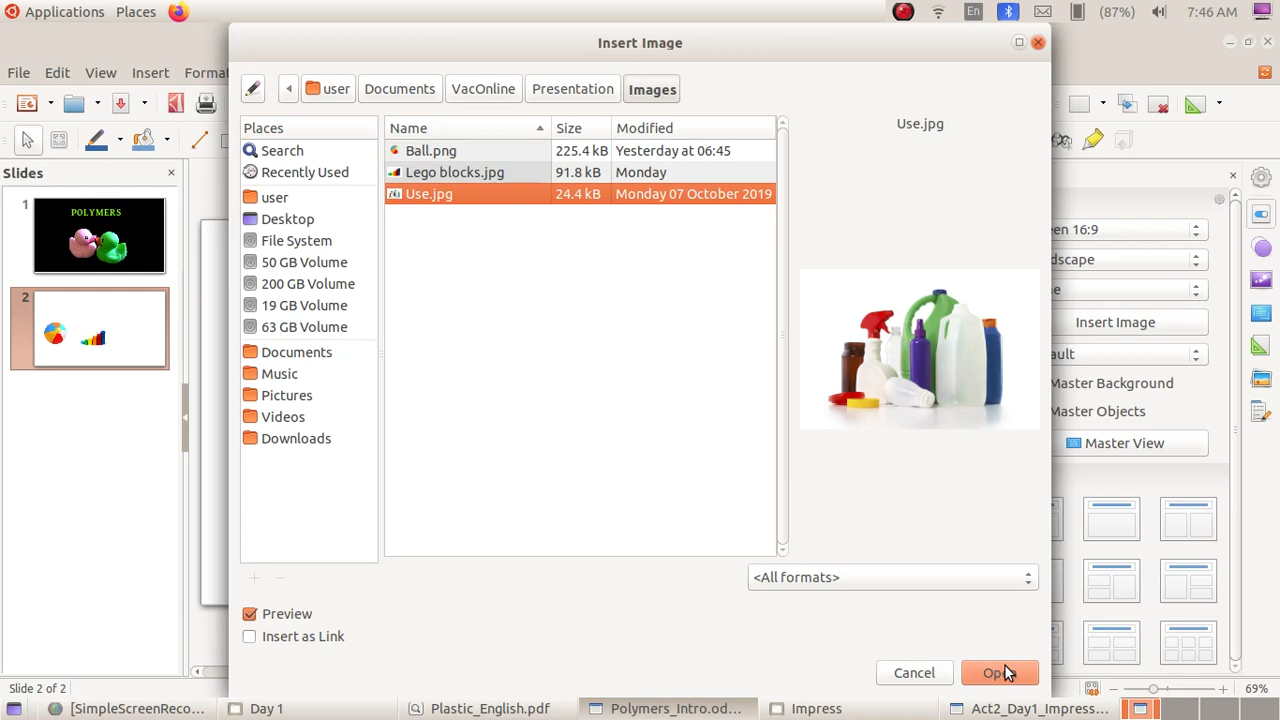 Applications Places En (87%) 7:46 AM
Insert Image
File Edit View Insert Forma
user Documents VacOnline Presentation Images
Places Name Size Modified Use.jpg
Search Ball.png 225.4 kB Yesterday at 06:45
Recently Used Lego blocks.jpg 91.8 kB Monday
Slides Use.jpg 24.4 kB Monday 07 October 2019
user
Desktop
1 POLYMERS
File System een 16:9
50 GB Volume dscape
200 GB Volume
2
19 GB Volume Insert Image
63 GB Volume
Documents ault
Music
Master Background
Pictures
Videos Master Objects
Downloads Master View
<All formats>
Preview
Insert as Link
Cancel
Slide 2 of 2 69%
[SimpleScreenReco... Day 1 Plastic_English.pdf Polymers_Intro.od... Impress Act2_Day1_Impress...